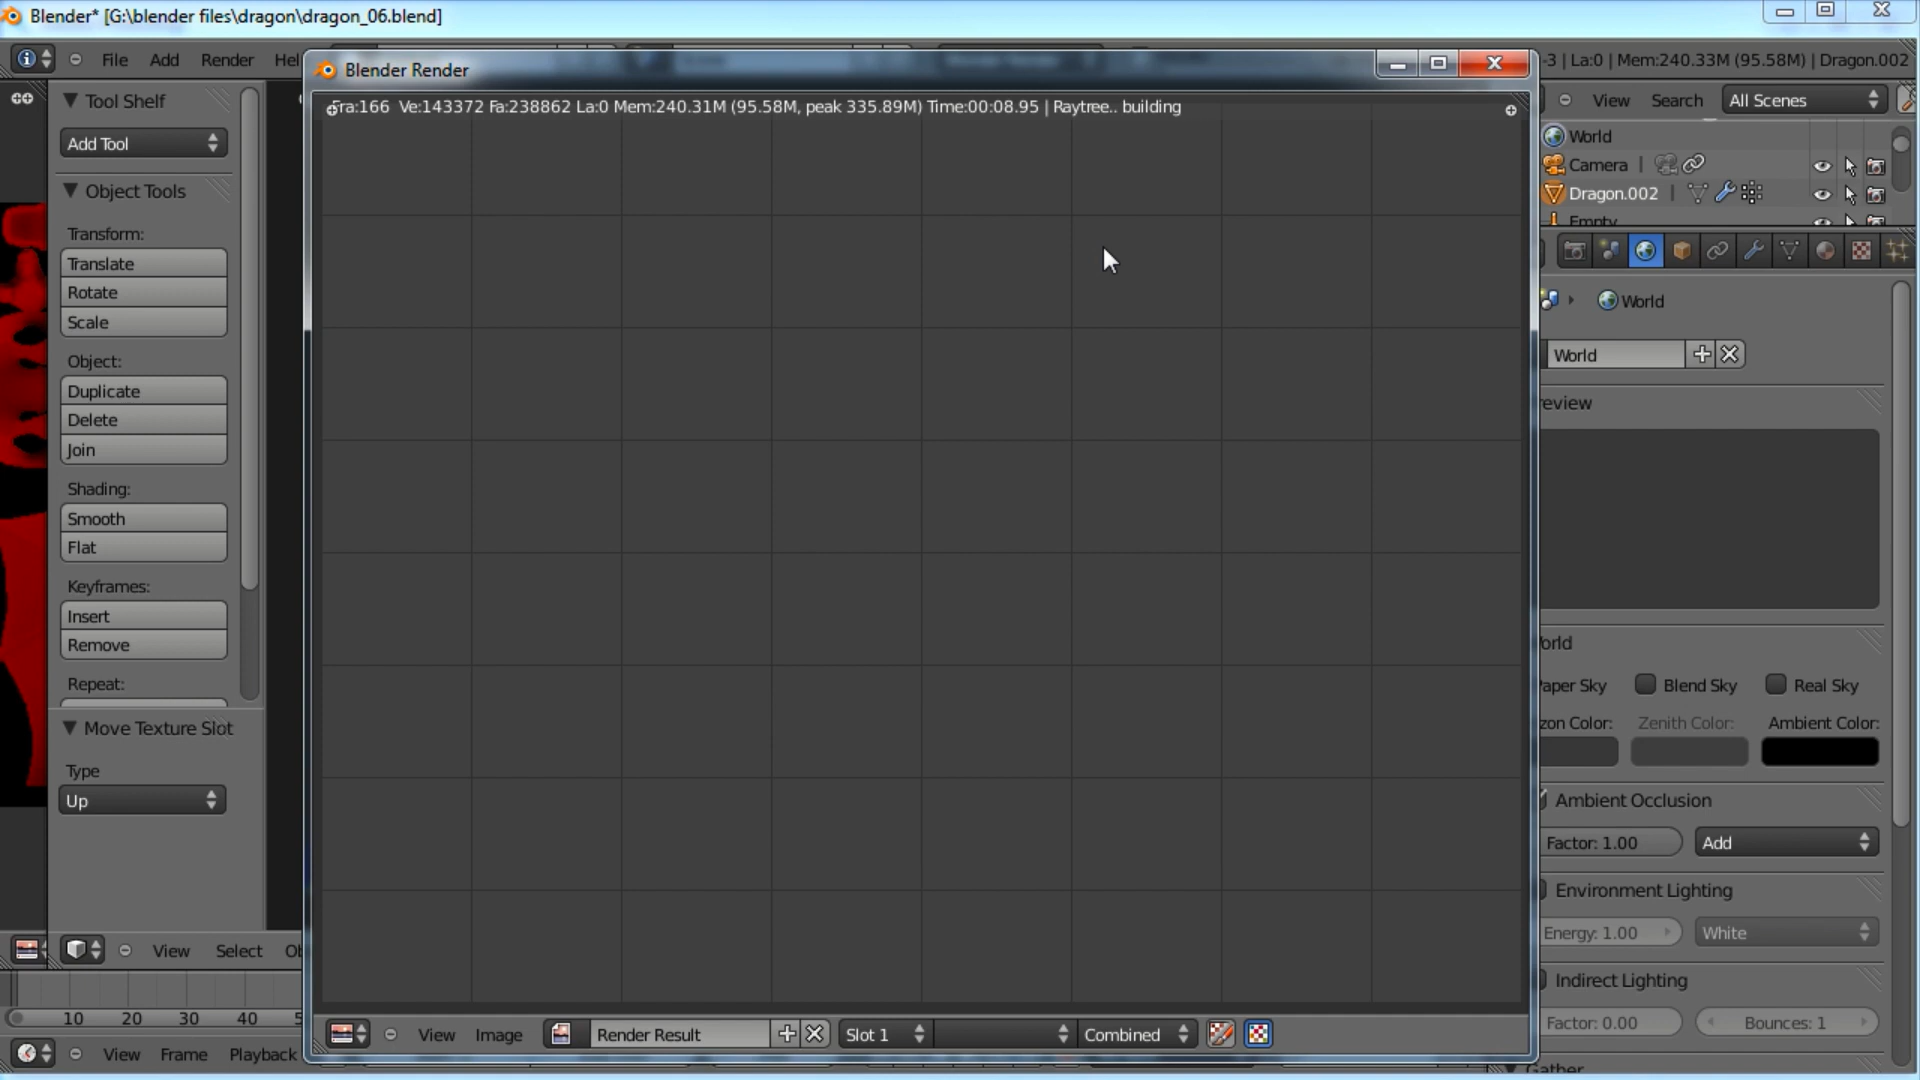 Blender* [G:\blender files\dragon\dragon_06.blend]
File Add Render Hel
-3 | La:0 | Mem:240.33M (95.58M) | Dragon.002
Blender Render
Fra:166 Ve:143372 Fa:238862 La:0 Mem:240.31M (95.58M, peak 335.89M) Time:00:08.95 | Raytree.. building
Tool Shelf
Add Tool
Object Tools
Transform:
Translate
Rotate
Scale
Object:
Duplicate
Delete
Join
Shading:
Smooth
Flat
Keyframes:
Insert
Remove
Repeat:
Move Texture Slot
Type
Up
View Select Ob
10 20 30 40 5
View Frame Playback
View Image Render Result Slot 1 Combined
View Search All Scenes
World
Camera
Dragon.002
Empty
World
World
review
orld
aper Sky Blend Sky Real Sky
zon Color: Zenith Color: Ambient Color:
Ambient Occlusion
Factor: 1.00 Add
Environment Lighting
Energy: 1.00 White
Indirect Lighting
Factor: 0.00 Bounces: 1
Gather